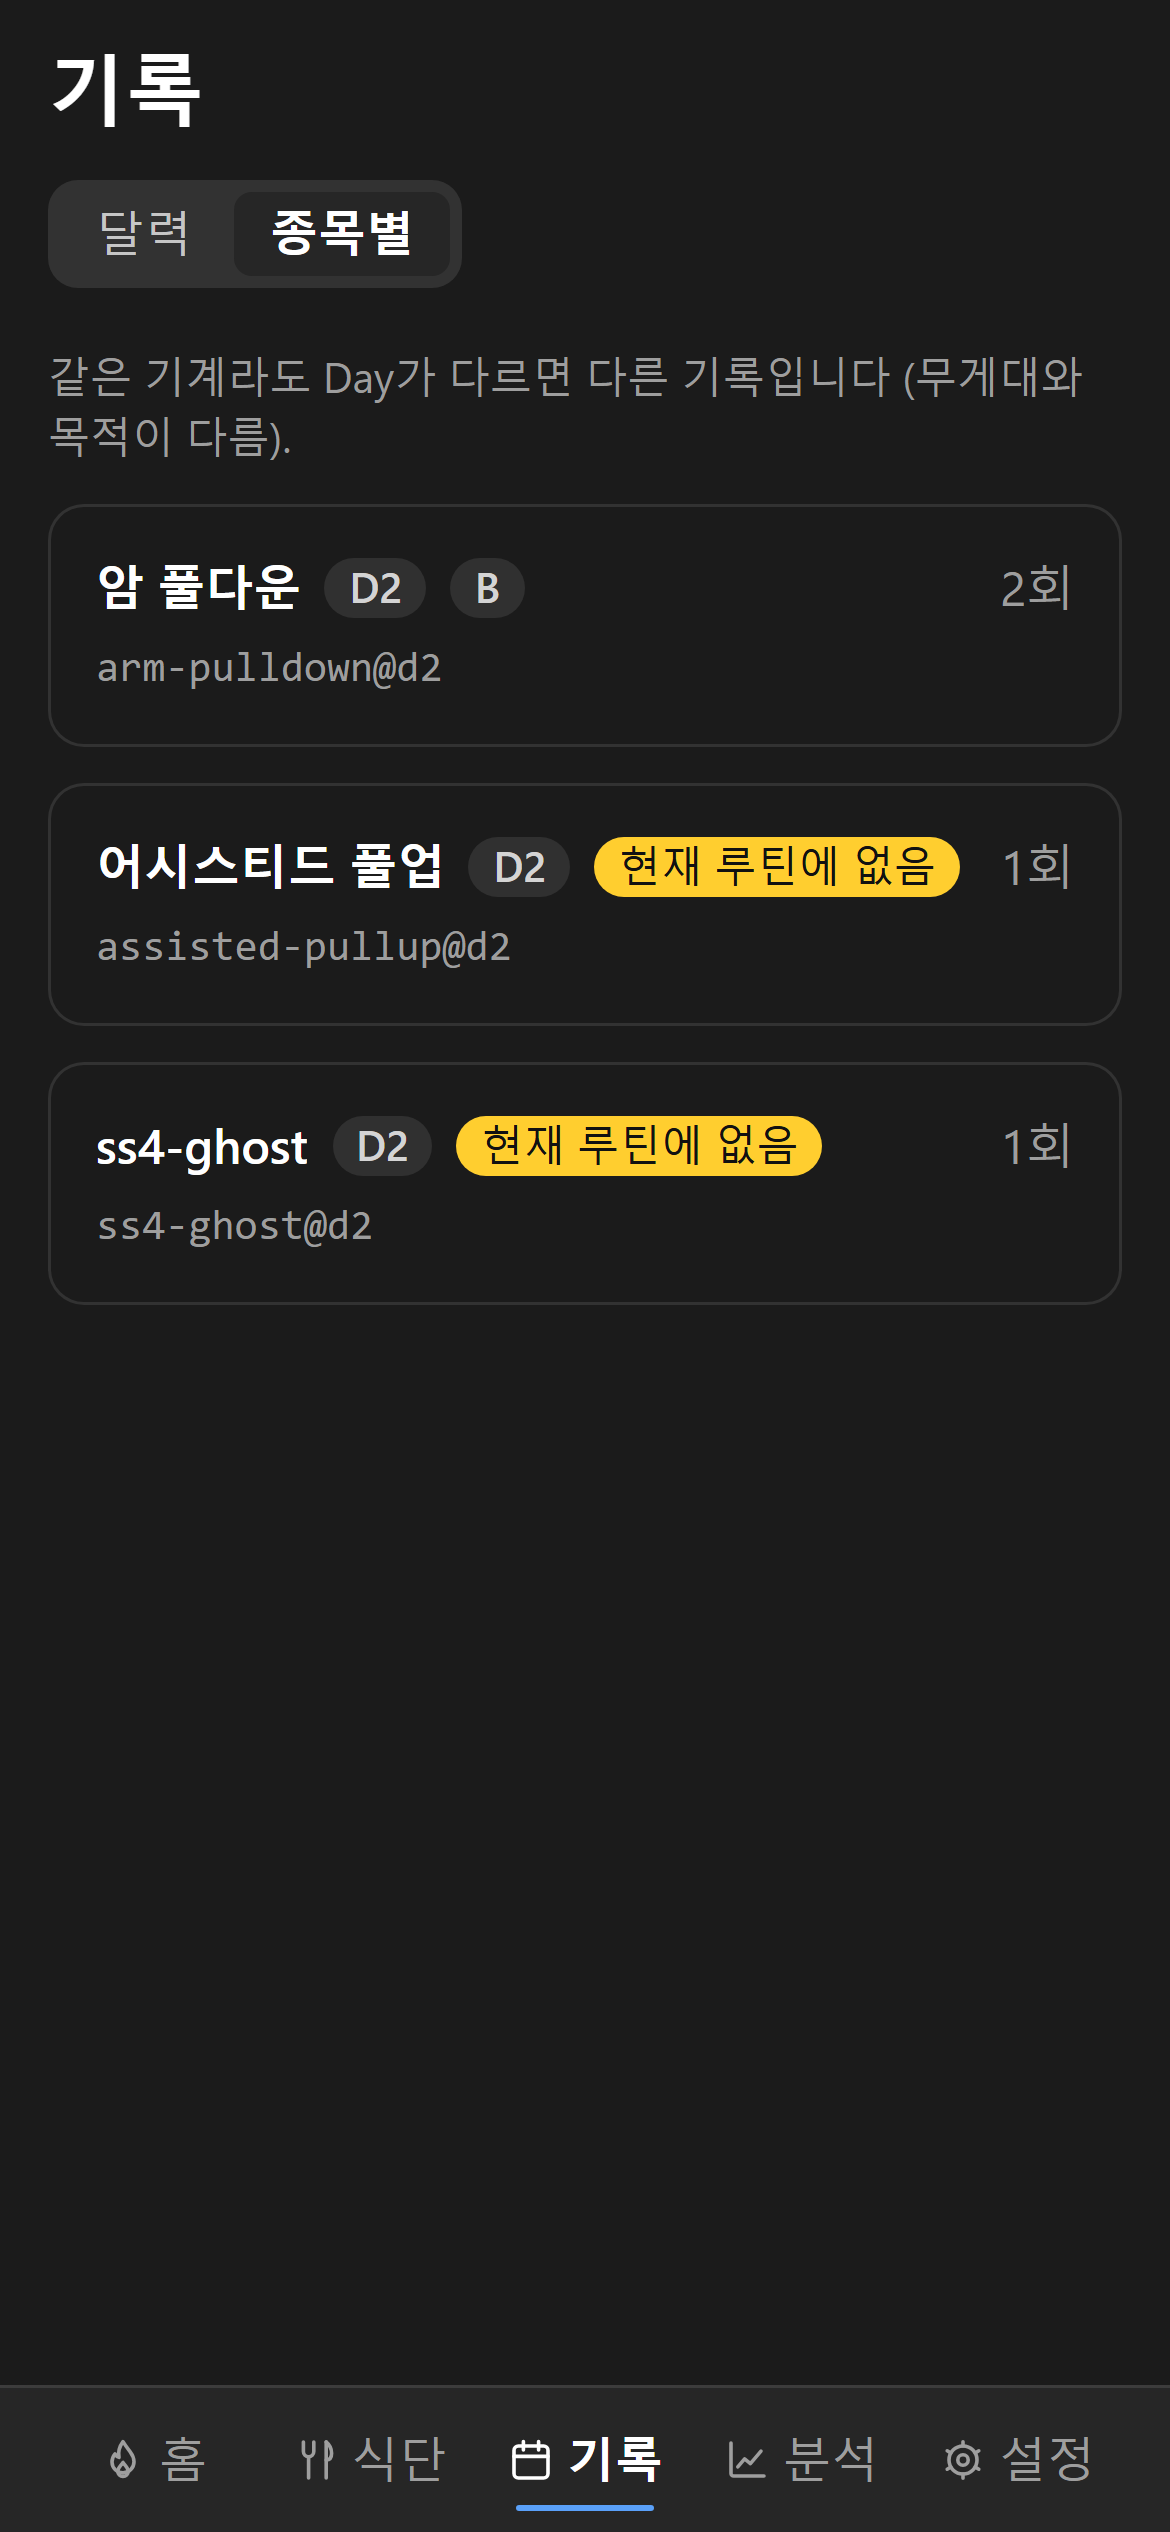 기록
달력 종목별
같은 기계라도 Day가 다르면 다른 기록입니다 (무게대와
목적이 다름).
암 풀다운 D2 B 2회
arm-pulldown@d2
어시스티드 풀업 D2 현재 루틴에 없음 1회
assisted-pullup@d2
ss4-ghost D2 현재 루틴에 없음 1회
ss4-ghost@d2
홈 식단 기록 분석 설정